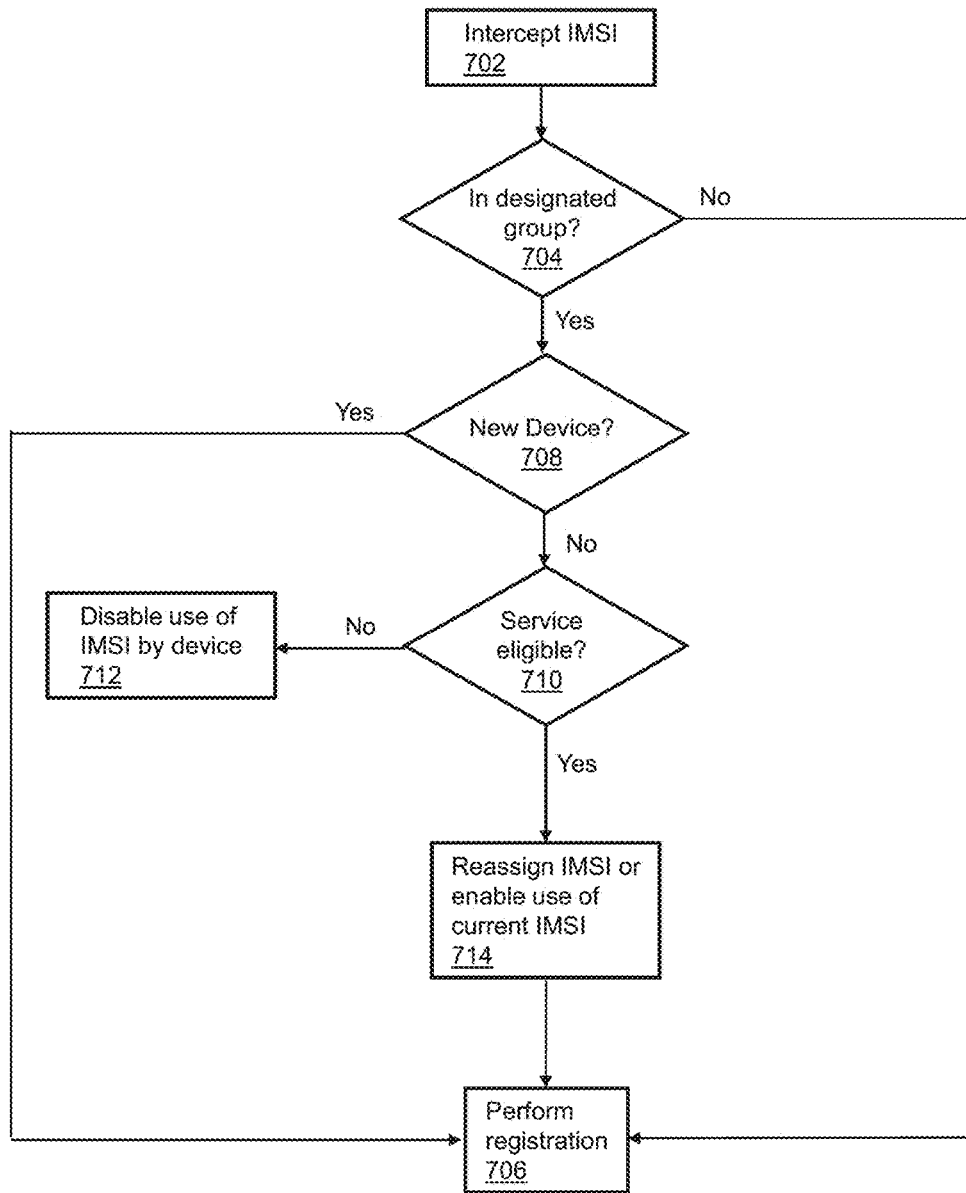 Intercept IMSI
702
In designated
group?
704
No
Yes
New Device?
708
Yes
No
Service
eligible?
710
No
Disable use of
IMSI by device
712
Yes
Reassign IMSI or
enable use of
current IMSI
714
Perform
registration
706